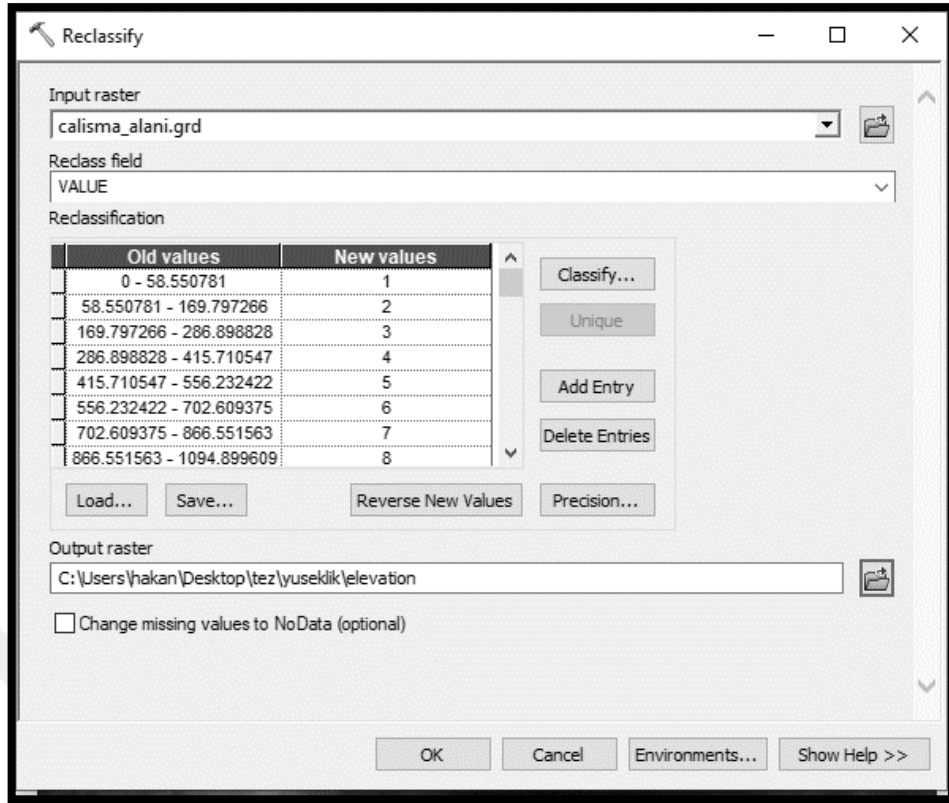 Reclassify
Input raster
calisma_alani.grd
Reclass field
VALUE
Reclassification
Old values New values
0 - 58.550781 1
58.550781 - 169.797266 2
169.797266 - 286.898828 3
286.898828 - 415.710547 4
415.710547 - 556.232422 5
556.232422 - 702.609375 6
702.609375 - 866.551563 7
866.551563 - 1094.899609 8
Classify...
Unique
Add Entry
Delete Entries
Load... Save... Reverse New Values Precision...
Output raster
C:\Users\hakan\Desktop\tez\yuseklik\elevation
Change missing values to NoData (optional)
OK Cancel Environments... Show Help >>